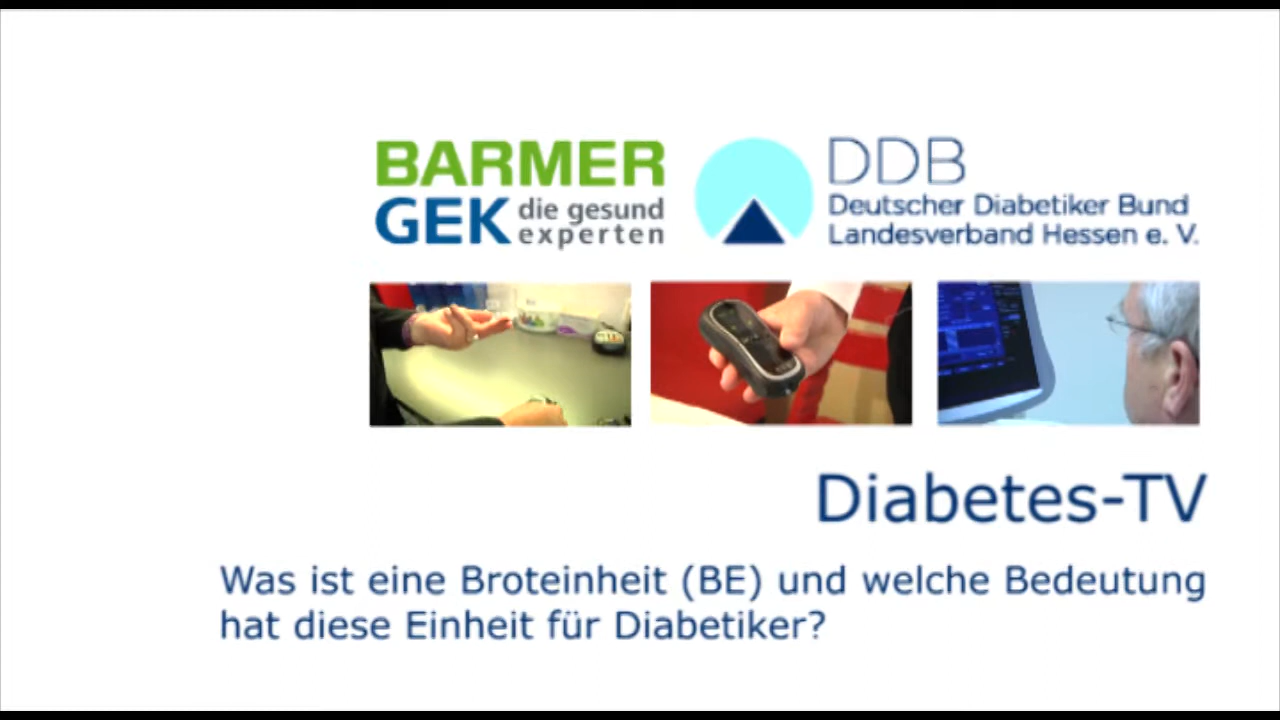 BARMER
GEK die gesund
experten
DDB
Deutscher Diabetiker Bund
Landesverband Hessen e. V.
Diabetes-TV
Was ist eine Broteinheit (BE) und welche Bedeutung
hat diese Einheit für Diabetiker?